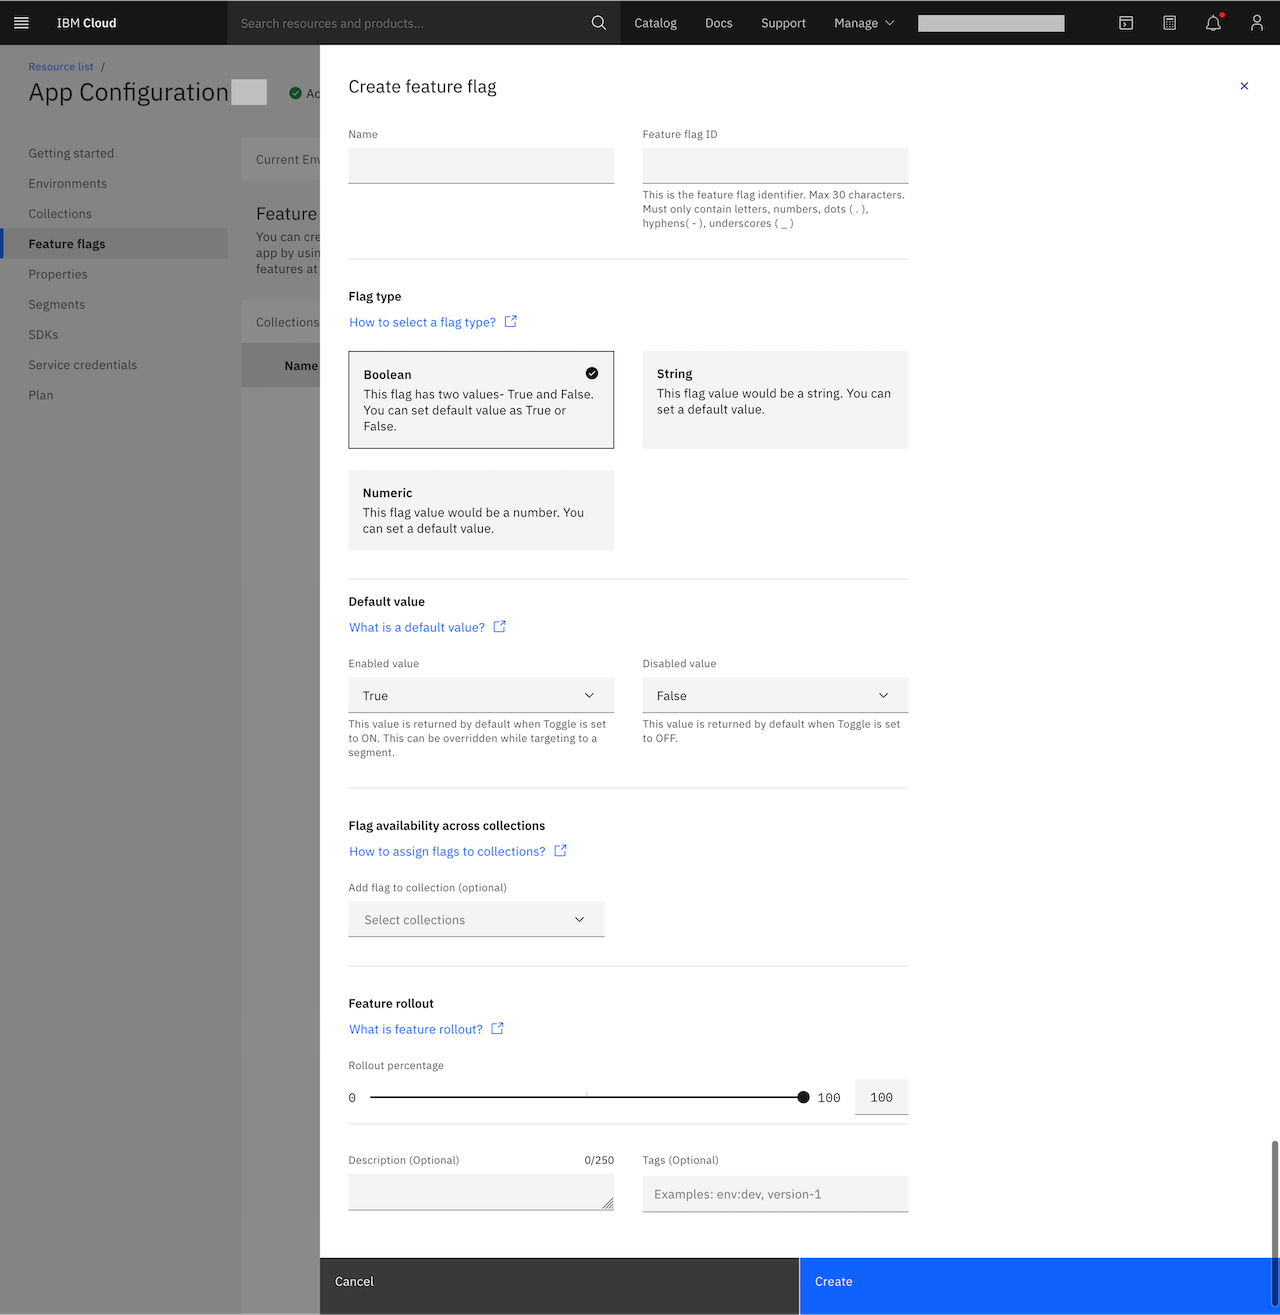 IBM Cloud
Search resources and products...
Catalog
Docs
Support
Manage
Resource list /
App Configuration
Getting started
Environments
Collections
Feature flags
Properties
Segments
SDKs
Service credentials
Plan
Current
Feature
You can
app by
features at
Collections
Name
Create feature flag
Name
Feature flag ID
This is the feature flag identifier. Max 30 characters.
Must only contain letters, numbers, dots ( . ),
hyphens( - ), underscores ( _ )
Flag type
How to select a flag type?
Boolean
This flag has two values- True and False.
You can set default value as True or
False.
String
This flag value would be a string. You can
set a default value.
Numeric
This flag value would be a number. You
can set a default value.
Default value
What is a default value?
Enabled value
True
This value is returned by default when Toggle is set
to ON. This can be overridden while targeting to a
segment.
Disabled value
False
This value is returned by default when Toggle is set
to OFF.
Flag availability across collections
How to assign flags to collections?
Add flag to collection (optional)
Select collections
Feature rollout
What is feature rollout?
Rollout percentage
0 100 100
Description (Optional) 0/250
Tags (Optional)
Examples: env:dev, version-1
Cancel
Create